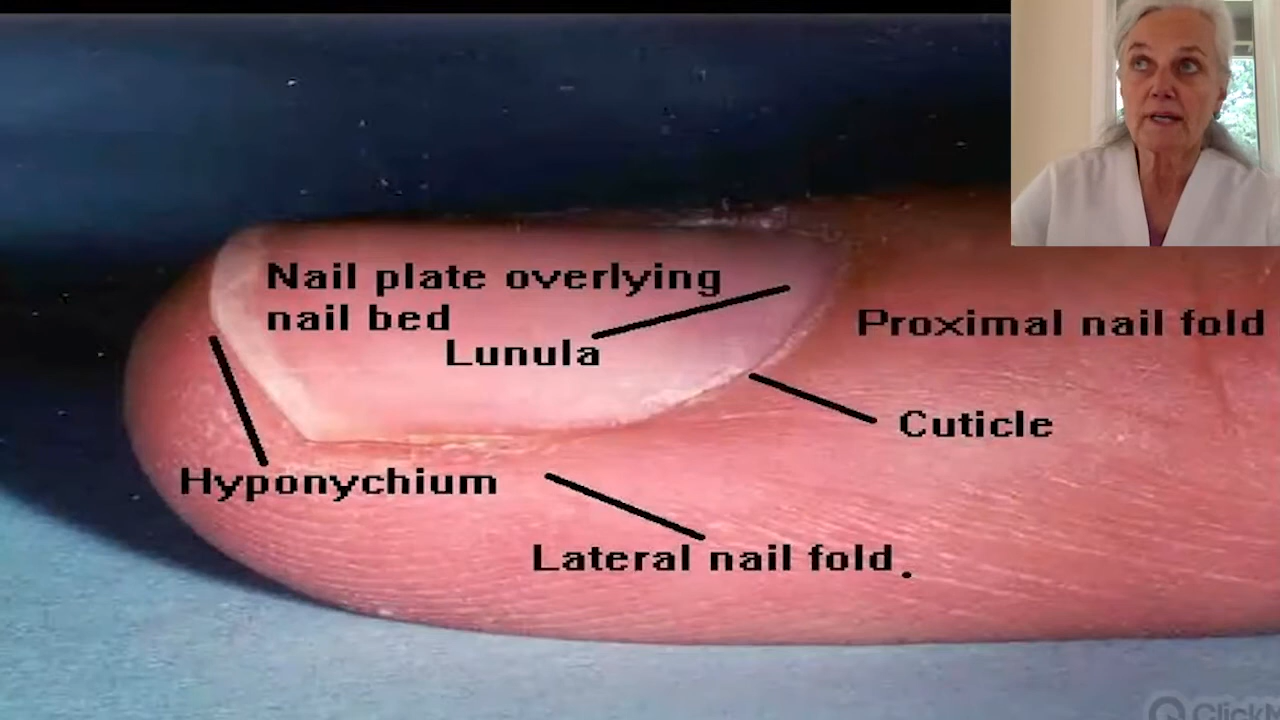 Nail plate overlying
nail bed
Lunula
Proximal nail fold
Cuticle
Hyponychium
Lateral nail fold.